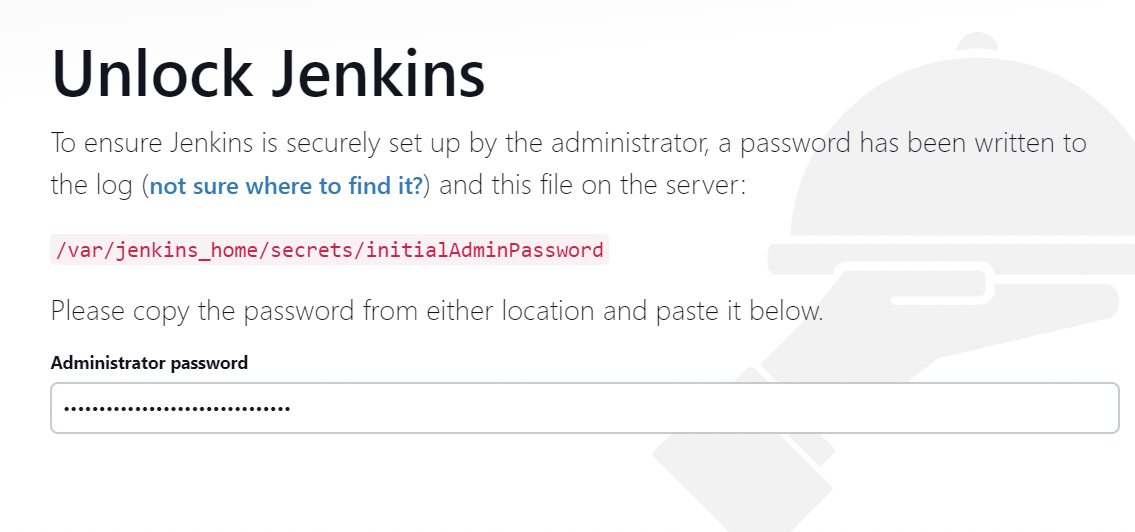 Unlock Jenkins
To ensure Jenkins is securely set up by the administrator, a password has been written to
the log (not sure where to find it?) and this file on the server:
/var/jenkins_home/secrets/initialAdminPassword
Please copy the password from either location and paste it below.
Administrator password
••••••••••••••••••••••••••••••••